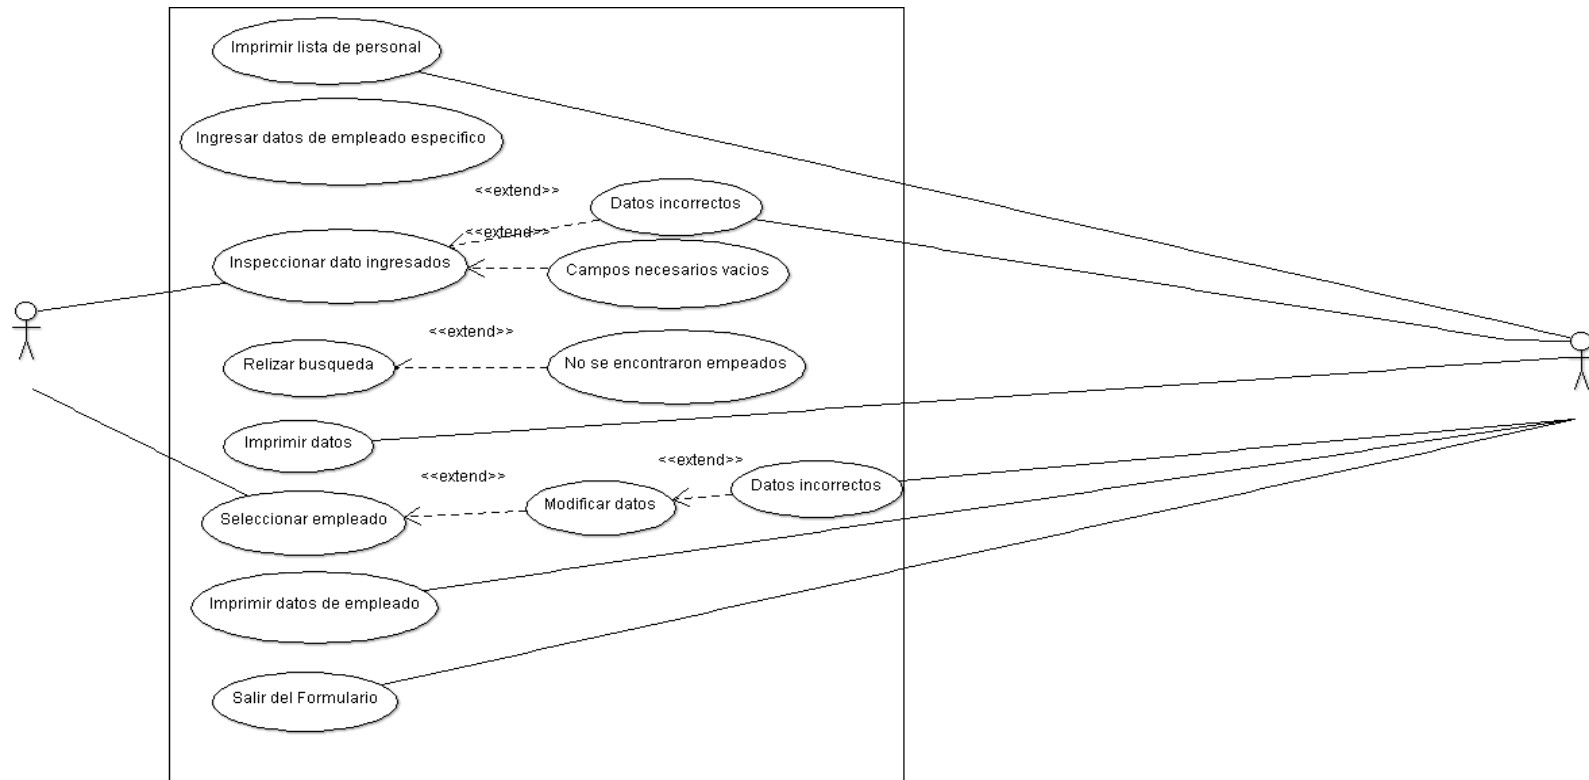 Imprimir lista de personal
Ingresar datos de empleado especifico
<<extend>>
Datos incorrectos
<<extend>>
Inspeccionar dato ingresados
Campos necesarios vacios
<<extend>>
Relizar busqueda
No se encontraron empeados
Imprimir datos
<<extend>>
<<extend>>
Datos incorrectos
Modificar datos
Seleccionar empleado
Imprimir datos de empleado
Salir del Formulario